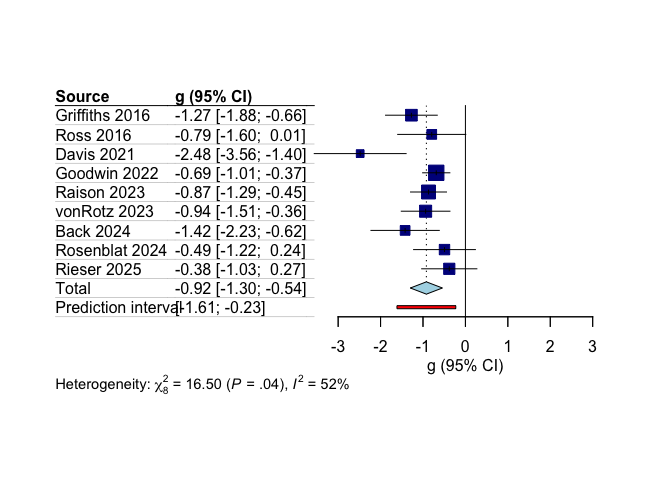 Source g (95% CI)
Griffiths 2016 -1.27 [-1.88; -0.66]
Ross 2016 -0.79 [-1.60; 0.01]
Davis 2021 -2.48 [-3.56; -1.40]
Goodwin 2022 -0.69 [-1.01; -0.37]
Raison 2023 -0.87 [-1.29; -0.45]
vonRotz 2023 -0.94 [-1.51; -0.36]
Back 2024 -1.42 [-2.23; -0.62]
Rosenblat 2024 -0.49 [-1.22; 0.24]
Rieser 2025 -0.38 [-1.03; 0.27]
Total -0.92 [-1.30; -0.54]
Prediction interval [-1.61; -0.23]
-3 -2 -1 0 1 2 3
g (95% CI)
Heterogeneity: χ²₈ = 16.50 (P = .04), I² = 52%